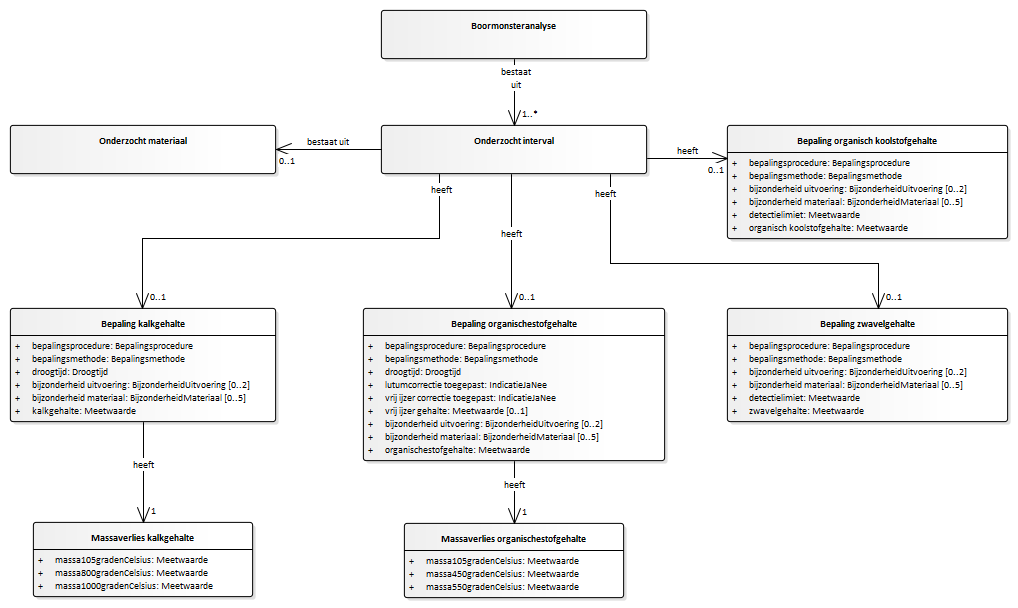 Boormonsteranalyse
bestaat
uit
1..*
Onderzocht materiaal
bestaat uit
0..1
Onderzocht interval
heeft
0..1
Bepaling organisch koolstofgehalte
+ bepalingsprocedure: Bepalingsprocedure
+ bepalingsmethode: Bepalingsmethode
+ bijzonderheid uitvoering: BijzonderheidUitvoering [0..2]
+ bijzonderheid materiaal: BijzonderheidMateriaal [0..5]
+ detectielimiet: Meetwaarde
+ organisch koolstofgehalte: Meetwaarde
heeft
heeft
heeft
0..1
0..1
0..1
Bepaling kalkgehalte
+ bepalingsprocedure: Bepalingsprocedure
+ bepalingsmethode: Bepalingsmethode
+ droogtijd: Droogtijd
+ bijzonderheid uitvoering: BijzonderheidUitvoering [0..2]
+ bijzonderheid materiaal: BijzonderheidMateriaal [0..5]
+ kalkgehalte: Meetwaarde
Bepaling organischestofgehalte
+ bepalingsprocedure: Bepalingsprocedure
+ bepalingsmethode: Bepalingsmethode
+ droogtijd: Droogtijd
+ lutumcorrectie toegepast: IndicatieJaNee
+ vrij ijzer correctie toegepast: IndicatieJaNee
+ vrij ijzer gehalte: Meetwaarde [0..1]
+ bijzonderheid uitvoering: BijzonderheidUitvoering [0..2]
+ bijzonderheid materiaal: BijzonderheidMateriaal [0..5]
+ organischestofgehalte: Meetwaarde
Bepaling zwavelgehalte
+ bepalingsprocedure: Bepalingsprocedure
+ bepalingsmethode: Bepalingsmethode
+ bijzonderheid uitvoering: BijzonderheidUitvoering [0..2]
+ bijzonderheid materiaal: BijzonderheidMateriaal [0..5]
+ detectielimiet: Meetwaarde
+ zwavelgehalte: Meetwaarde
heeft
1
heeft
1
Massaverlies kalkgehalte
+ massa105gradenCelsius: Meetwaarde
+ massa800gradenCelsius: Meetwaarde
+ massa1000gradenCelsius: Meetwaarde
Massaverlies organischestofgehalte
+ massa105gradenCelsius: Meetwaarde
+ massa450gradenCelsius: Meetwaarde
+ massa550gradenCelsius: Meetwaarde